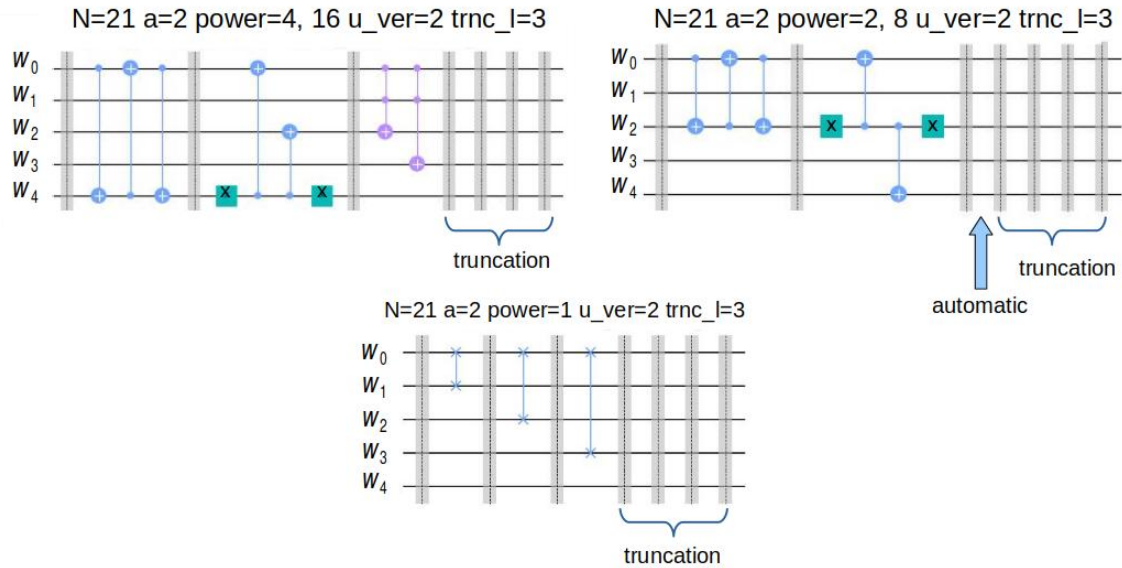 N=21 a=2 power=4, 16 u_ver=2 trnc_l=3
W0
W1
W2
W3
W4
X
X
truncation
N=21 a=2 power=2, 8 u_ver=2 trnc_l=3
W0
W1
W2
W3
W4
X
X
automatic
truncation
N=21 a=2 power=1 u_ver=2 trnc_l=3
W0
W1
W2
W3
W4
truncation